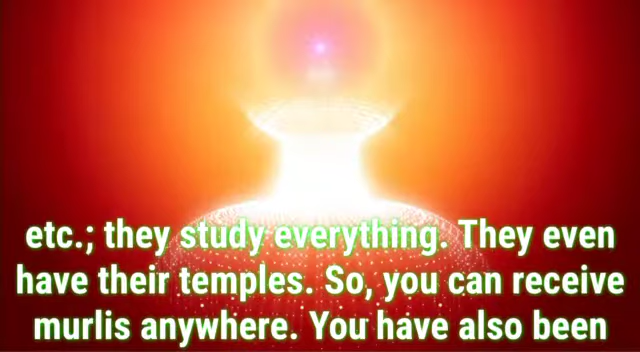 etc.; they study everything. They even
have their temples. So, you can receive
murlis anywhere. You have also been